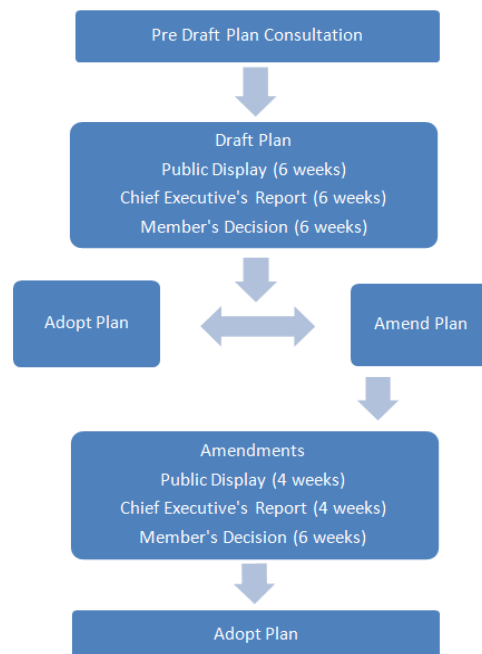 Pre Draft Plan Consultation
Draft Plan
Public Display (6 weeks)
Chief Executive's Report (6 weeks)
Member's Decision (6 weeks)
Adopt Plan
Amend Plan
Amendments
Public Display (4 weeks)
Chief Executive's Report (4 weeks)
Member's Decision (6 weeks)
Adopt Plan